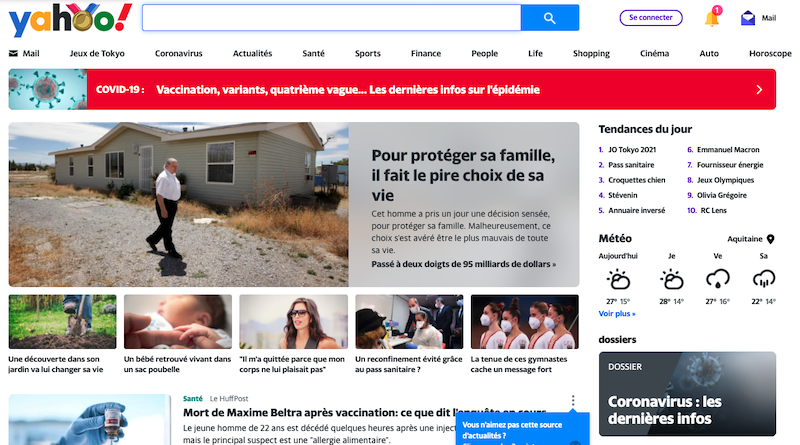 yahoo!
Se connecter
1
Mail
Mail
Jeux de Tokyo
Coronavirus
Actualités
Santé
Sports
Finance
People
Life
Shopping
Cinéma
Auto
Horoscope
COVID-19 : Vaccination, variants, quatrième vague... Les dernières infos sur l'épidémie
Pour protéger sa famille,
il fait le pire choix de sa
vie
Cet homme a pris un jour une décision sensée,
pour protéger sa famille. Malheureusement, ce
choix s'est avéré être le plus mauvais de toute
sa vie.
Passé à deux doigts de 95 milliards de dollars »
Une découverte dans son
jardin va lui changer sa vie
Un bébé retrouvé vivant dans
un sac poubelle
"Il m'a quittée parce que mon
corps ne lui plaisait pas"
Un reconfinement évité grâce
au pass sanitaire ?
La tenue de ces gymnastes
cache un message fort
Santé Le HuffPost
Mort de Maxime Beltra après vaccination: ce que dit l'enquête en cours
Le jeune homme de 22 ans est décédé quelques heures après une inject
mais le principal suspect est une "allergie alimentaire".
Vous n'aimez pas cette source
d'actualités ?
Tendances du jour
1. JO Tokyo 2021
2. Pass sanitaire
3. Croquettes chien
4. Stévenin
5. Annuaire inversé
6. Emmanuel Macron
7. Fournisseur énergie
8. Jeux Olympiques
9. Olivia Grégoire
10. RC Lens
Météo
Aquitaine
Aujourd'hui Je Ve Sa
27° 15° 28° 14° 27° 16° 22° 14°
Voir plus »
dossiers
DOSSIER
Coronavirus : les
dernières infos